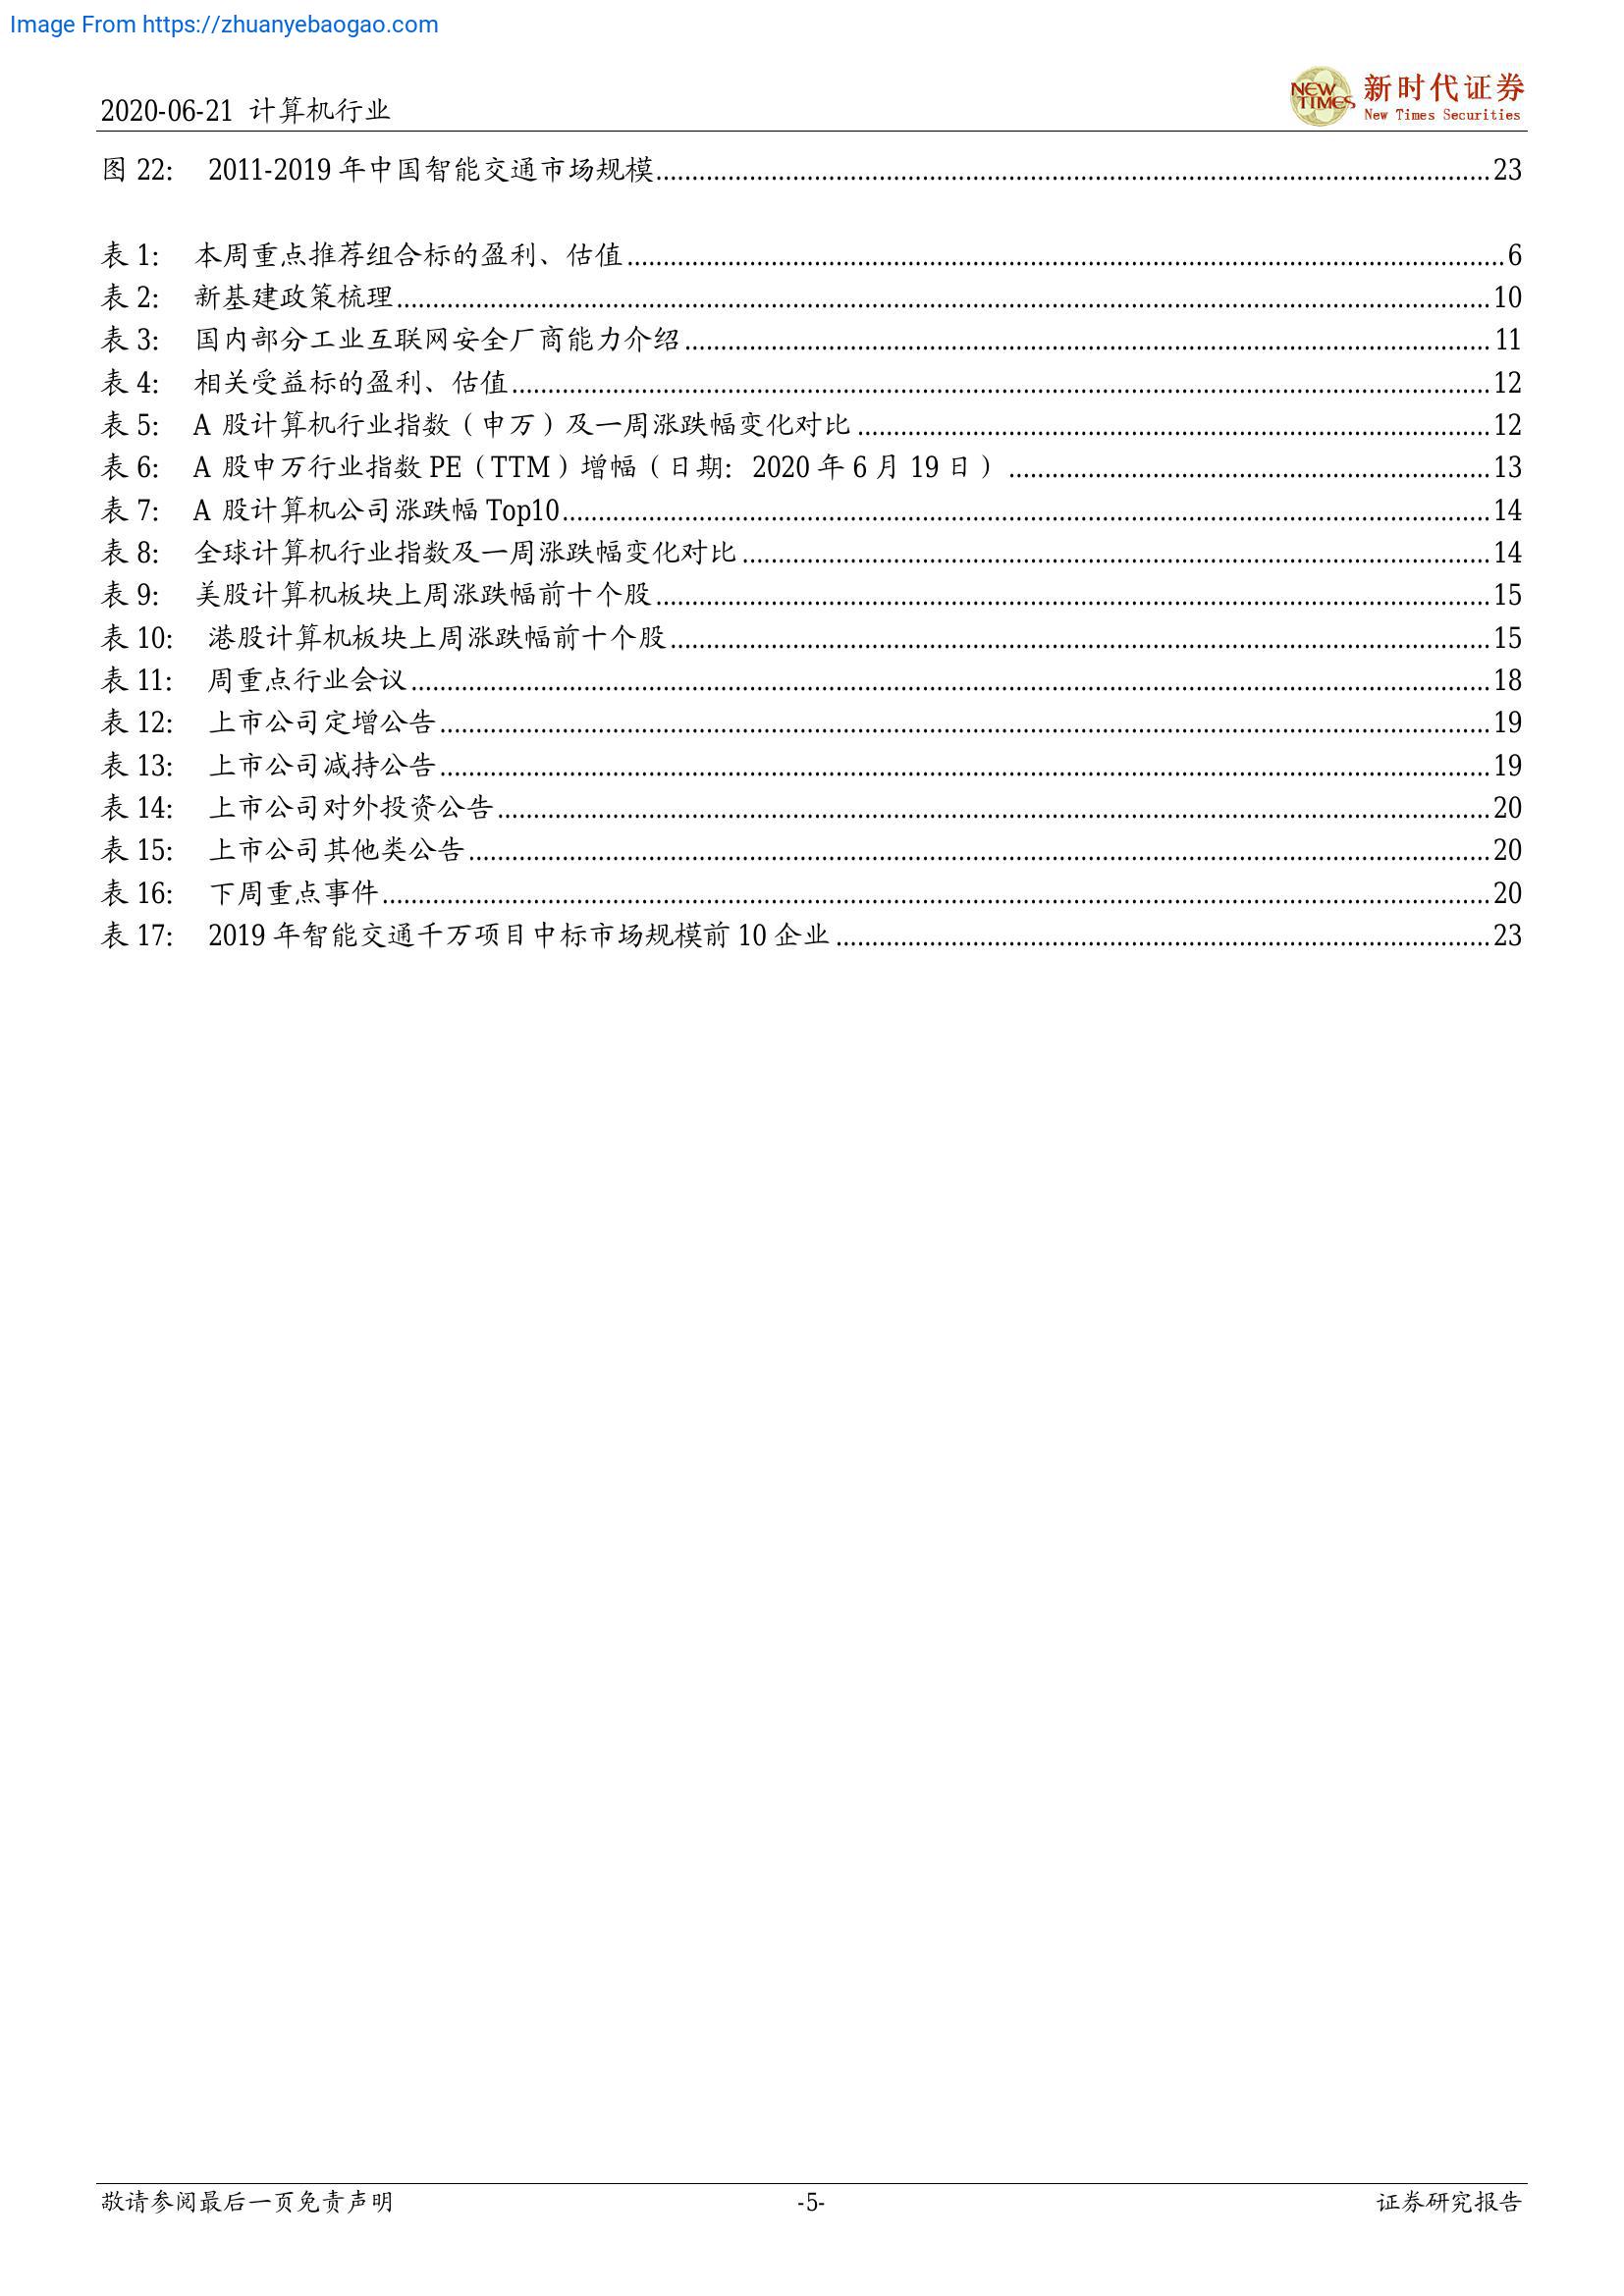 Image From https://zhuanyebaogao.com
2020-06-21 计算机行业
NEW TIMES 新时代证券
New Times Securities
图 22: 2011-2019 年中国智能交通市场规模 23
表 1: 本周重点推荐组合标的盈利、估值 6
表 2: 新基建政策梳理 10
表 3: 国内部分工业互联网安全厂商能力介绍 11
表 4: 相关受益标的盈利、估值 12
表 5: A 股计算机行业指数（申万）及一周涨跌幅变化对比 12
表 6: A 股申万行业指数 PE（TTM）增幅（日期: 2020 年 6 月 19 日） 13
表 7: A 股计算机公司涨跌幅 Top10 14
表 8: 全球计算机行业指数及一周涨跌幅变化对比 14
表 9: 美股计算机板块上周涨跌幅前十个股 15
表 10: 港股计算机板块上周涨跌幅前十个股 15
表 11: 周重点行业会议 18
表 12: 上市公司定增公告 19
表 13: 上市公司减持公告 19
表 14: 上市公司对外投资公告 20
表 15: 上市公司其他类公告 20
表 16: 下周重点事件 20
表 17: 2019 年智能交通千万项目中标市场规模前 10 企业 23
敬请参阅最后一页免责声明 -5- 证券研究报告